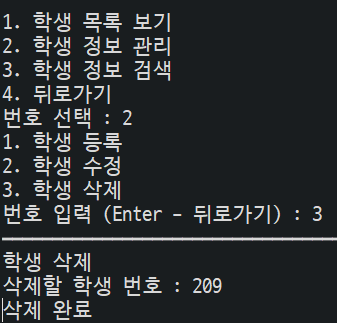 1. 학생 목록 보기
2. 학생 정보 관리
3. 학생 정보 검색
4. 뒤로가기
번호 선택 : 2
1. 학생 등록
2. 학생 수정
3. 학생 삭제
번호 입력 (Enter - 뒤로가기) : 3
학생 삭제
삭제할 학생 번호 : 209
삭제 완료